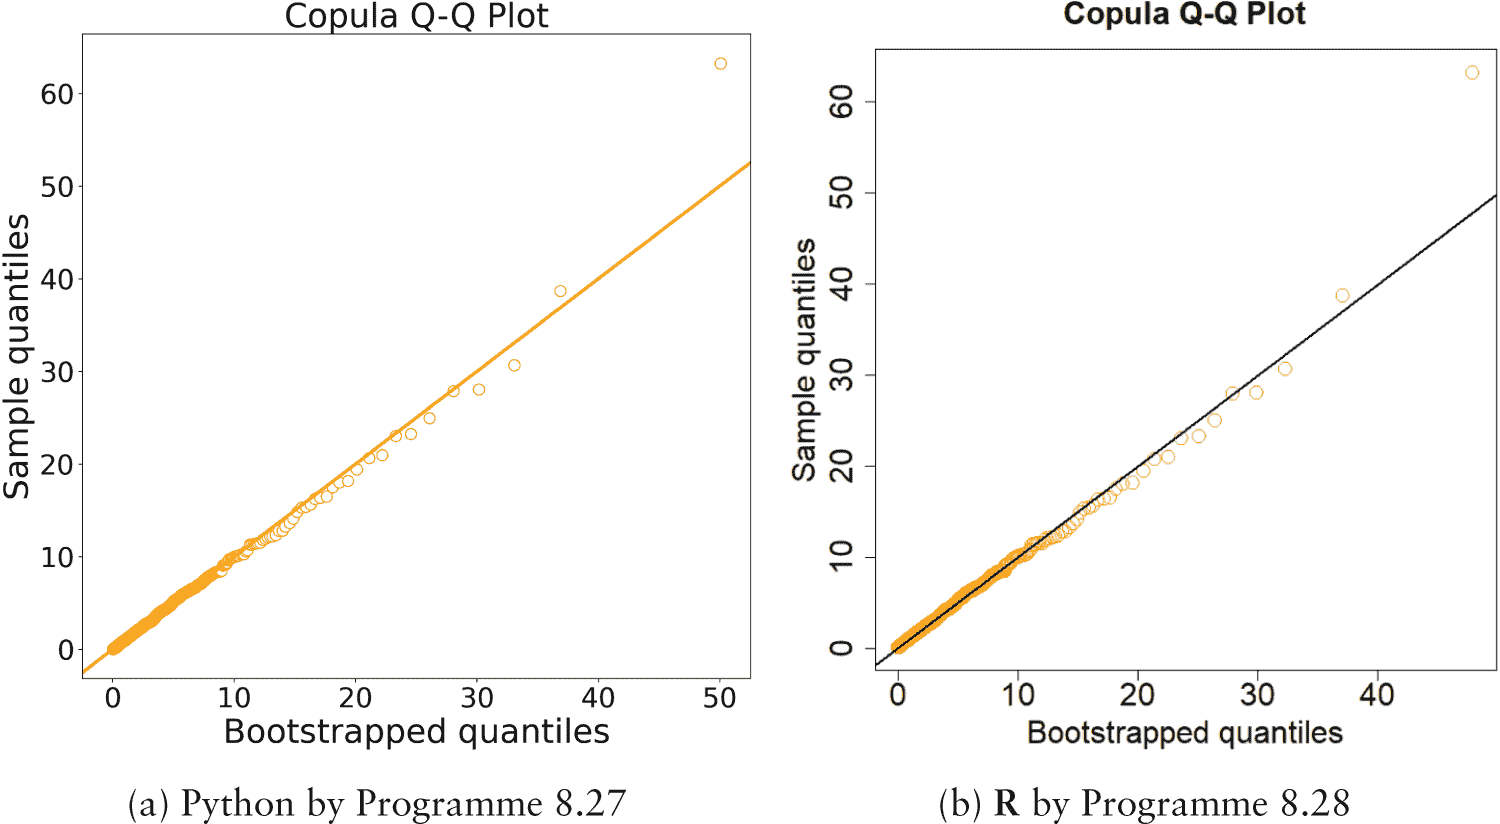 Copula Q-Q Plot
Sample quantiles
60
50
40
30
20
10
0
0 10 20 30 40 50
Bootstrapped quantiles
(a) Python by Programme 8.27
Copula Q-Q Plot
Sample quantiles
60
50
40
30
20
10
0
0 10 20 30 40
Bootstrapped quantiles
(b) R by Programme 8.28